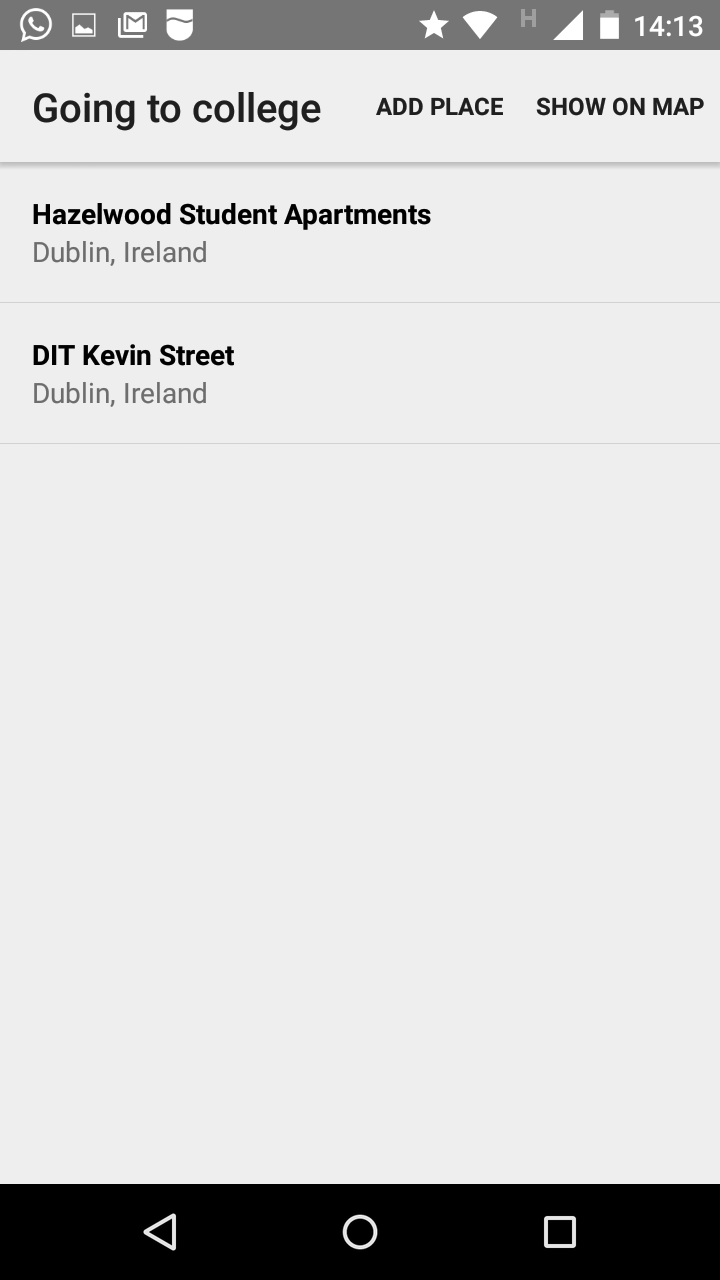 H 14:13
Going to college ADD PLACE SHOW ON MAP
Hazelwood Student Apartments
Dublin, Ireland
DIT Kevin Street
Dublin, Ireland